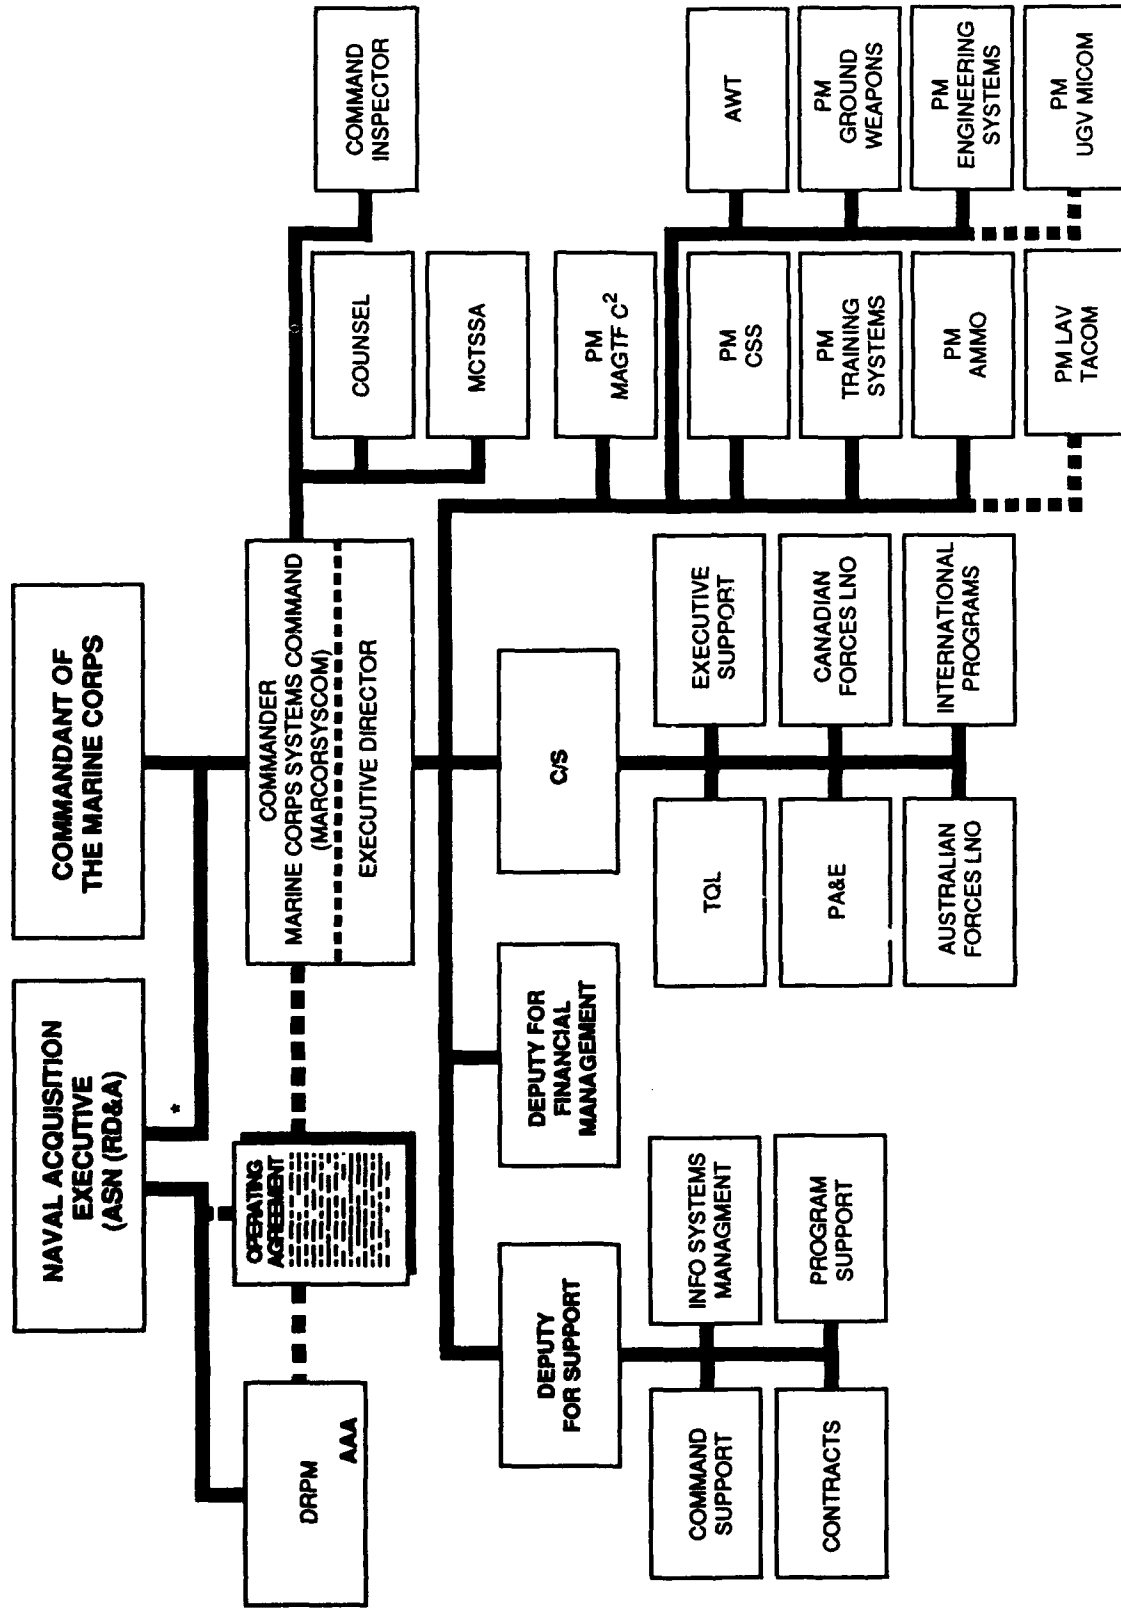 COMMANDANT OF
THE MARINE CORPS
NAVAL ACQUISITION
EXECUTIVE
(ASN (RD&A)
*
COMMANDER
MARINE CORPS SYSTEMS COMMAND
(MARCORSYSCOM)
EXECUTIVE DIRECTOR
OPERATING
AGREEMENT
DRPM
AAA
COMMAND
INSPECTOR
COUNSEL
MCTSSA
DEPUTY
FOR SUPPORT
DEPUTY FOR
FINANCIAL
MANAGEMENT
C/S
PM
MAGTF C²
COMMAND
SUPPORT
INFO SYSTEMS
MANAGMENT
CONTRACTS
PROGRAM
SUPPORT
TQL
EXECUTIVE
SUPPORT
PA&E
CANADIAN
FORCES LNO
AUSTRALIAN
FORCES LNO
INTERNATIONAL
PROGRAMS
PM
CSS
AWT
PM
TRAINING
SYSTEMS
PM
GROUND
WEAPONS
PM
AMMO
PM
ENGINEERING
SYSTEMS
PM LAV
TACOM
PM
UGV MICOM